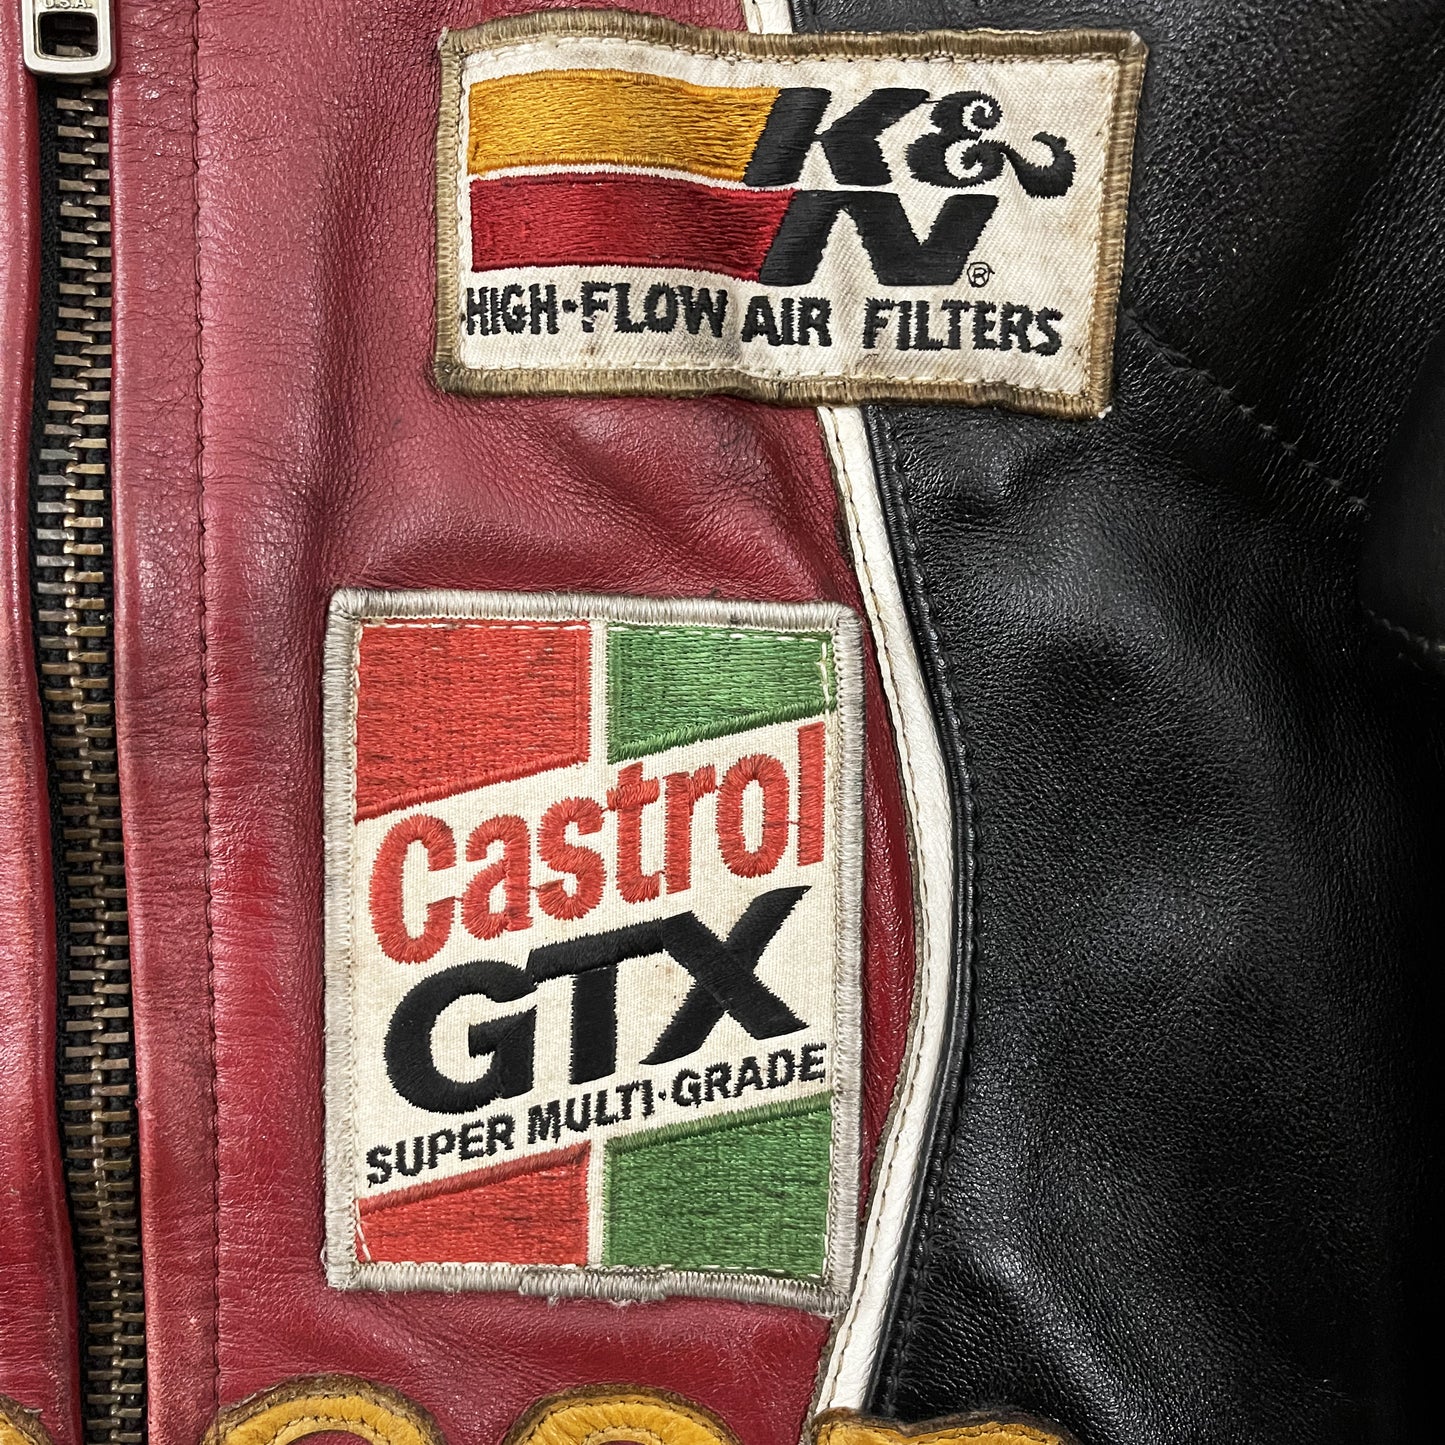 U.S.A.
K&
N®
HIGH-FLOW AIR FILTERS
Castrol
GTX
SUPER MULTI-GRADE